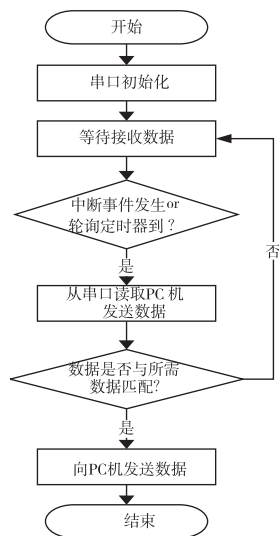 开始
串口初始化
等待接收数据
中断事件发生or
轮询定时器到?
是
从串口读取PC 机
发送数据
数据是否与所需
数据匹配?
否
是
向PC机发送数据
结束